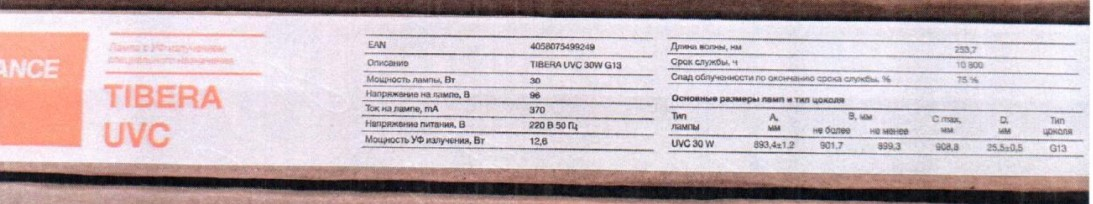 ANCE
Лампа с УФ излучением
специального назначения
TIBERA
UVC
EAN 4058075499249
Описание TIBERA UVC 30W G13
Мощность лампы, Вт 30
Напряжение на лампе, В 96
Ток на лампе, mA 370
Напряжение питания, В 220 В 50 Гц
Мощность УФ излучения, Вт 12,6
Длина волны, нм 253,7
Срок службы, ч 10 800
Спад облученности по окончанию срока службы, % 75 %
Основные размеры ламп и тип цоколя
Тип лампы A, мм B, мм не более не менее C max, мм D, мм Тип цоколя
UVC 30 W 893,4±1,2 901,7 899,3 908,8 25,5±0,5 G13